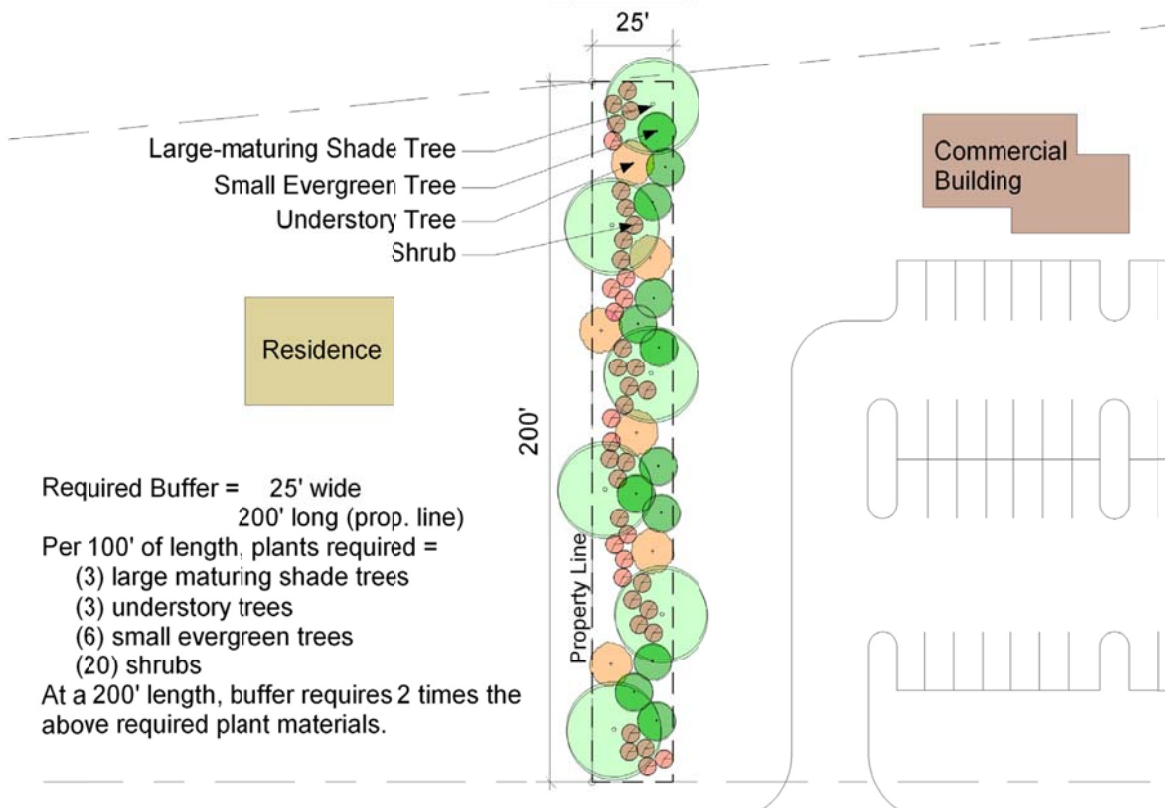 25'
Large-maturing Shade Tree
Small Evergreen Tree
Understory Tree
Shrub
Commercial
Building
Residence
200'
Property Line
Required Buffer = 25' wide
200' long (prop. line)
Per 100' of length, plants required =
(3) large maturing shade trees
(3) understory trees
(6) small evergreen trees
(20) shrubs
At a 200' length, buffer requires 2 times the
above required plant materials.